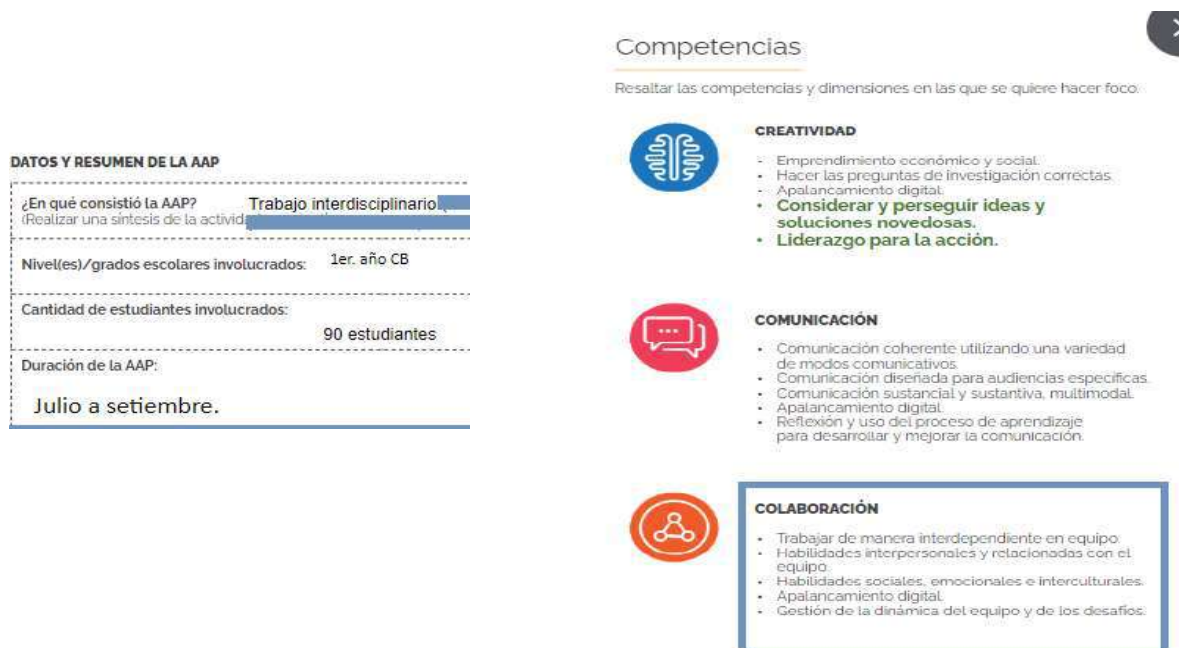 DATOS Y RESUMEN DE LA AAP
¿En qué consistió la AAP? Trabajo interdisciplinario
(Realizar una síntesis de la
Nivel(es)/grados escolares involucrados: 1er. año CB
Cantidad de estudiantes involucrados:
90 estudiantes
Duración de la AAP:
Julio a setiembre.
Competencias
Resaltar las competencias y dimensiones en las que se quiere hacer foco.
CREATIVIDAD
- Emprendimiento económico y social.
- Hacer las preguntas de investigación correctas.
- Apalancamiento digital.
• Considerar y perseguir ideas y
soluciones novedosas.
• Liderazgo para la acción.
COMUNICACIÓN
• Comunicación coherente utilizando una variedad
de modos comunicativos.
• Comunicación diseñada para audiencias específicas.
• Comunicación sustancial y sustantiva, multimodal.
• Apalancamiento digital.
• Reflexión y uso del proceso de aprendizaje
para desarrollar y mejorar la comunicación.
COLABORACIÓN
• Trabajar de manera interdependiente en equipo.
• Habilidades interpersonales y relacionadas con el
equipo.
• Habilidades sociales, emocionales e interculturales.
• Apalancamiento digital.
• Gestión de la dinámica del equipo y de los desafíos.